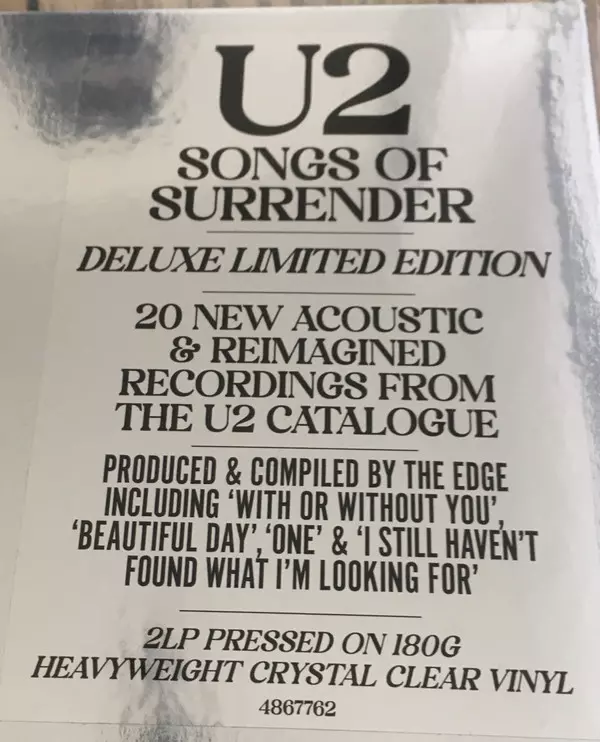 U2
SONGS OF
SURRENDER
DELUXE LIMITED EDITION
20 NEW ACOUSTIC
& REIMAGINED
RECORDINGS FROM
THE U2 CATALOGUE
PRODUCED & COMPILED BY THE EDGE
INCLUDING ‘WITH OR WITHOUT YOU’,
‘BEAUTIFUL DAY’, ‘ONE’ & ‘I STILL HAVEN’T
FOUND WHAT I’M LOOKING FOR’
2LP PRESSED ON 180G
HEAVYWEIGHT CRYSTAL CLEAR VINYL
4867762